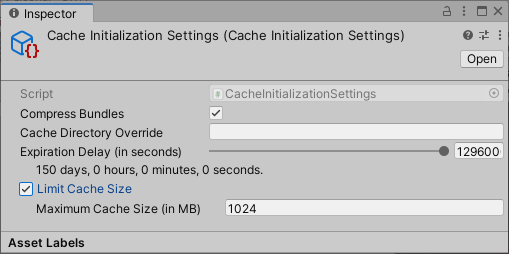 Inspector
Cache Initialization Settings (Cache Initialization Settings)
Open
Script CacheInitializationSettings
Compress Bundles
Cache Directory Override
Expiration Delay (in seconds) 129600
150 days, 0 hours, 0 minutes, 0 seconds.
Limit Cache Size
Maximum Cache Size (in MB) 1024
Asset Labels